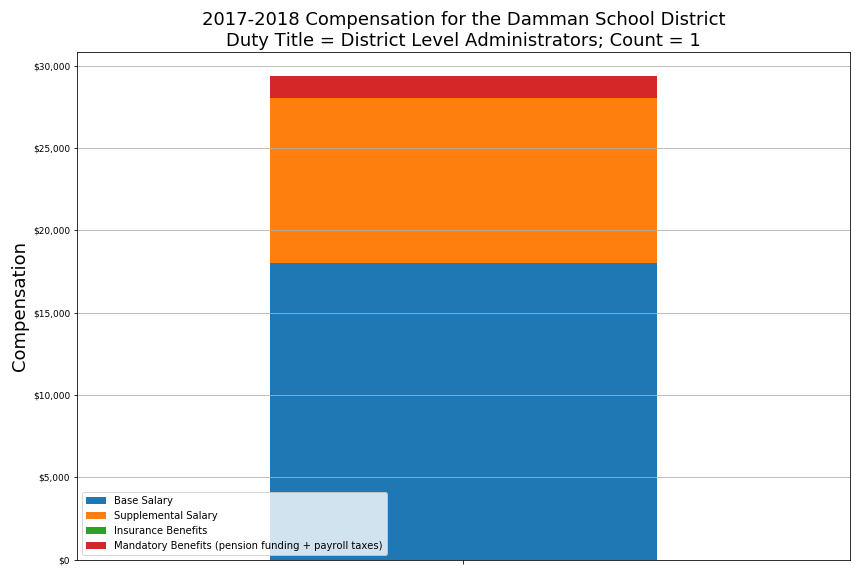 2017-2018 Compensation for the Damman School District
Duty Title = District Level Administrators; Count = 1
Compensation
$30,000
$25,000
$20,000
$15,000
$10,000
$5,000
$0
Base Salary
Supplemental Salary
Insurance Benefits
Mandatory Benefits (pension funding + payroll taxes)